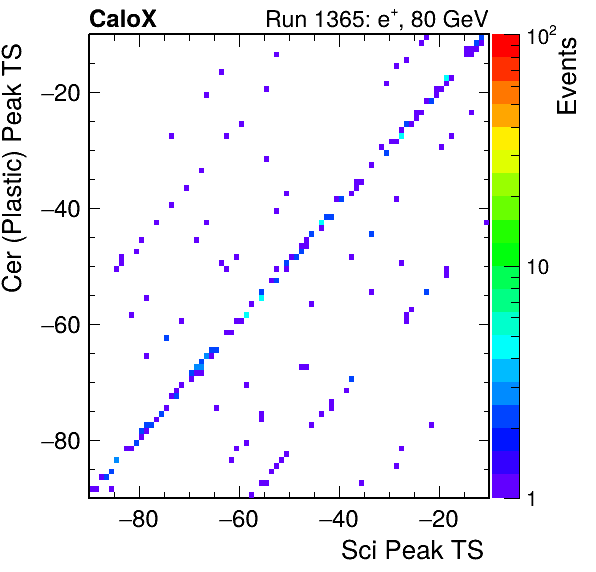 CaloX Run 1365: e⁺, 80 GeV
Cer (Plastic) Peak TS
−20
−40
−60
−80
−80 −60 −40 −20
Sci Peak TS
10²
10
1
Events